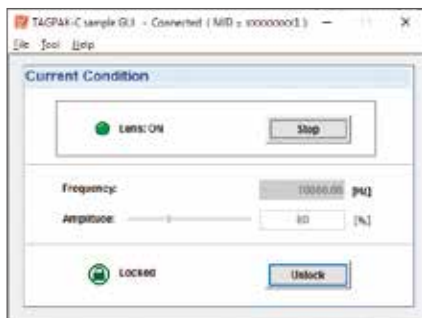 TAGPAK-C sample GUI - Connected ( MID = xxxxxxxx1 )
File Tool Help
Current Condition
Lens: ON Stop
Frequency: [Hz]
Amplitude: 80 [%]
Locked Unlock